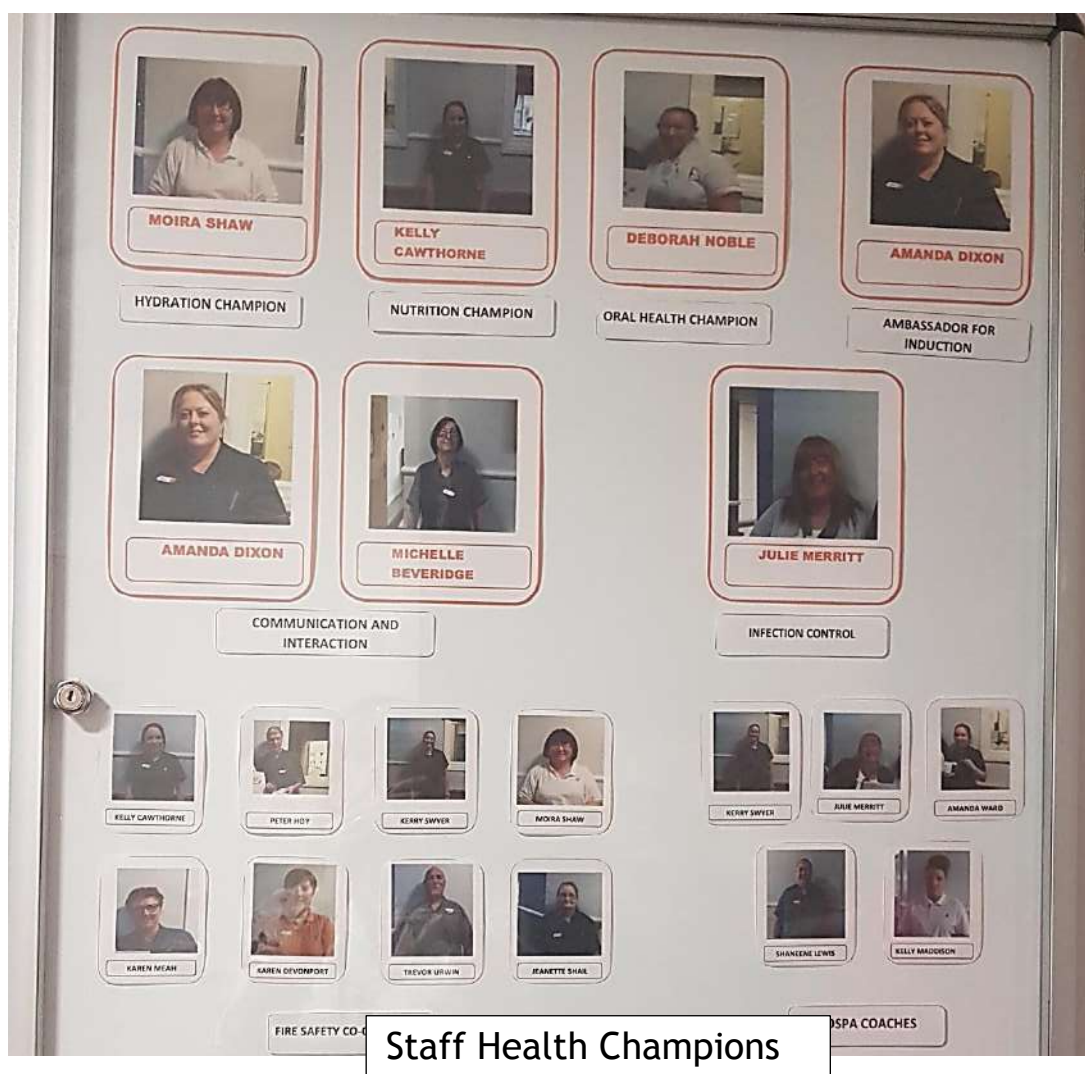 MOIRA SHAW
KELLY
CAWTHORNE
DEBORAH NOBLE
AMANDA DIXON
HYDRATION CHAMPION
NUTRITION CHAMPION
ORAL HEALTH CHAMPION
AMBASSADOR FOR
INDUCTION
AMANDA DIXON
MICHELLE
BEVERIDGE
JULIE MERRITT
COMMUNICATION AND
INTERACTION
INFECTION CONTROL
KELLY CAWTHORNE
PETER HOY
KERRY SWYER
MOIRA SHAW
KERRY SWYER
JULIE MERRITT
AMANDA WARD
KAREN MEAH
KAREN DEVONPORT
TREVOR URWIN
JEANETTE SHAIL
SHANEENE LEWIS
KELLY MADDISON
FIRE SAFETY
COACHES
Staff Health Champions